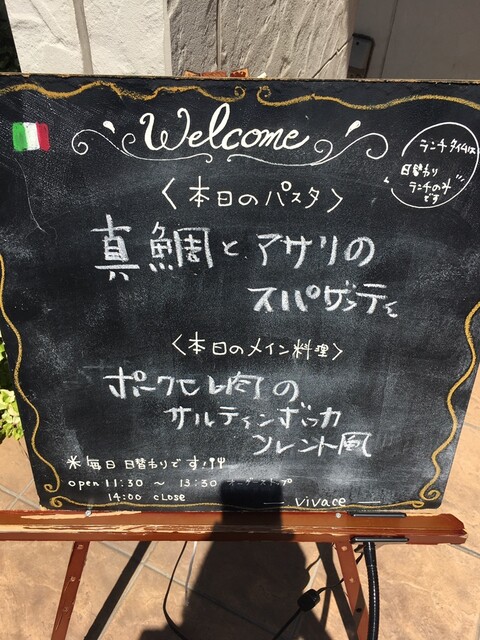 Welcome
ランチタイムは
日替わり
ランチのみ
です
〈本日のパスタ〉
真鯛とアサリの
スパゲッティ
〈本日のメイン料理〉
ポークヒレ肉の
サルティンボッカ
ソレント風
※毎日日替わりです!
open 11:30 ～ 13:30 オーダーストップ
14:00 close
vivace